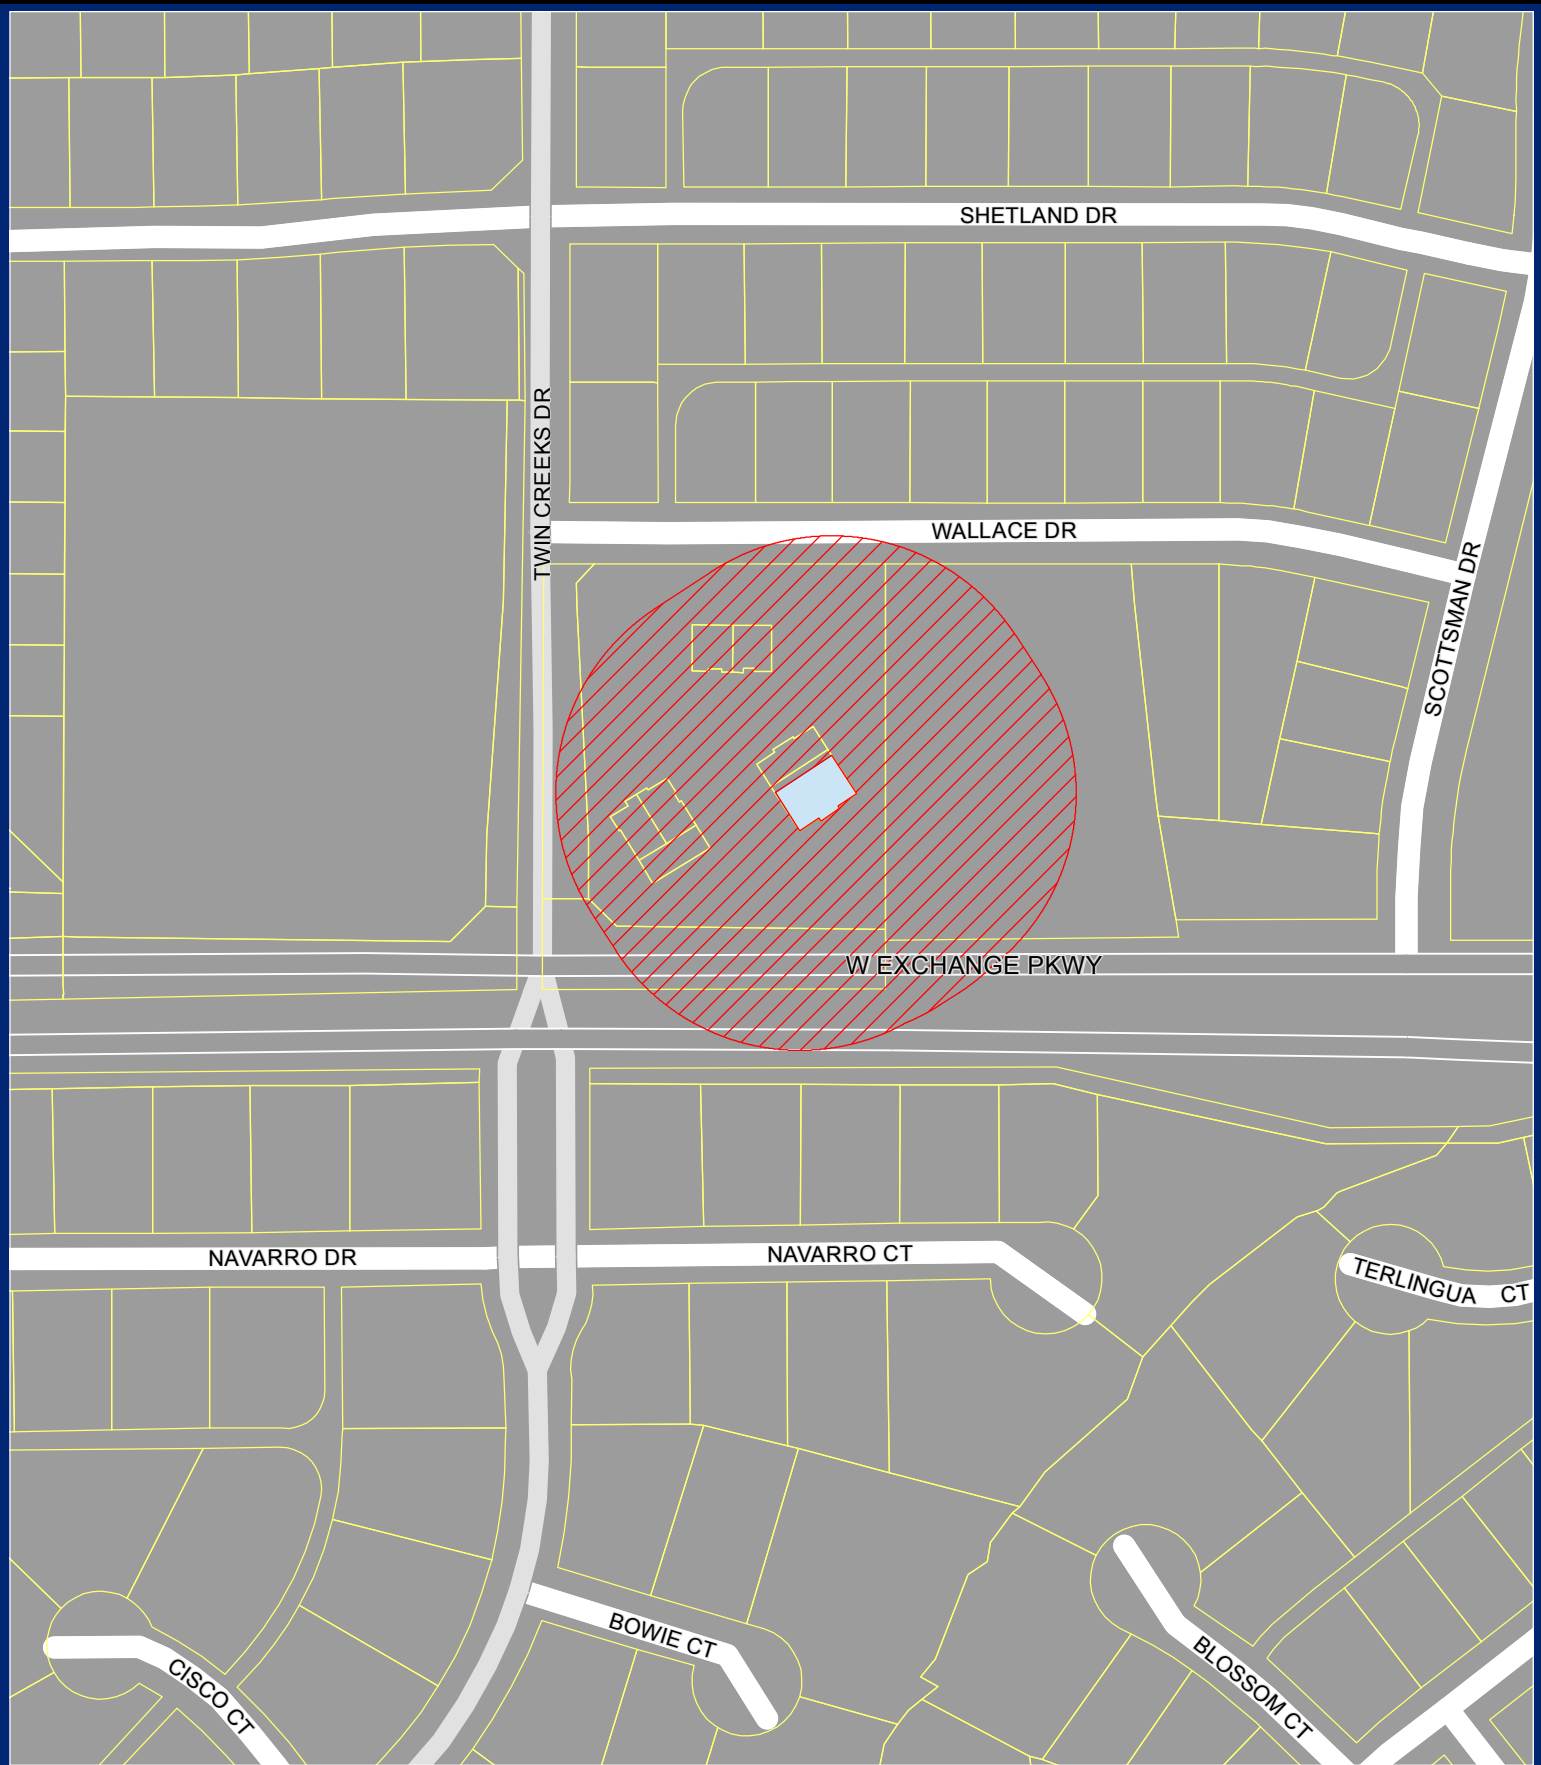 SHETLAND DR
TWIN CREEKS DR
WALLACE DR
SCOTTSMAN DR
W EXCHANGE PKWY
NAVARRO DR
NAVARRO CT
TERLINGUA CT
BOWIE CT
BLOSSOM CT
CISCO CT